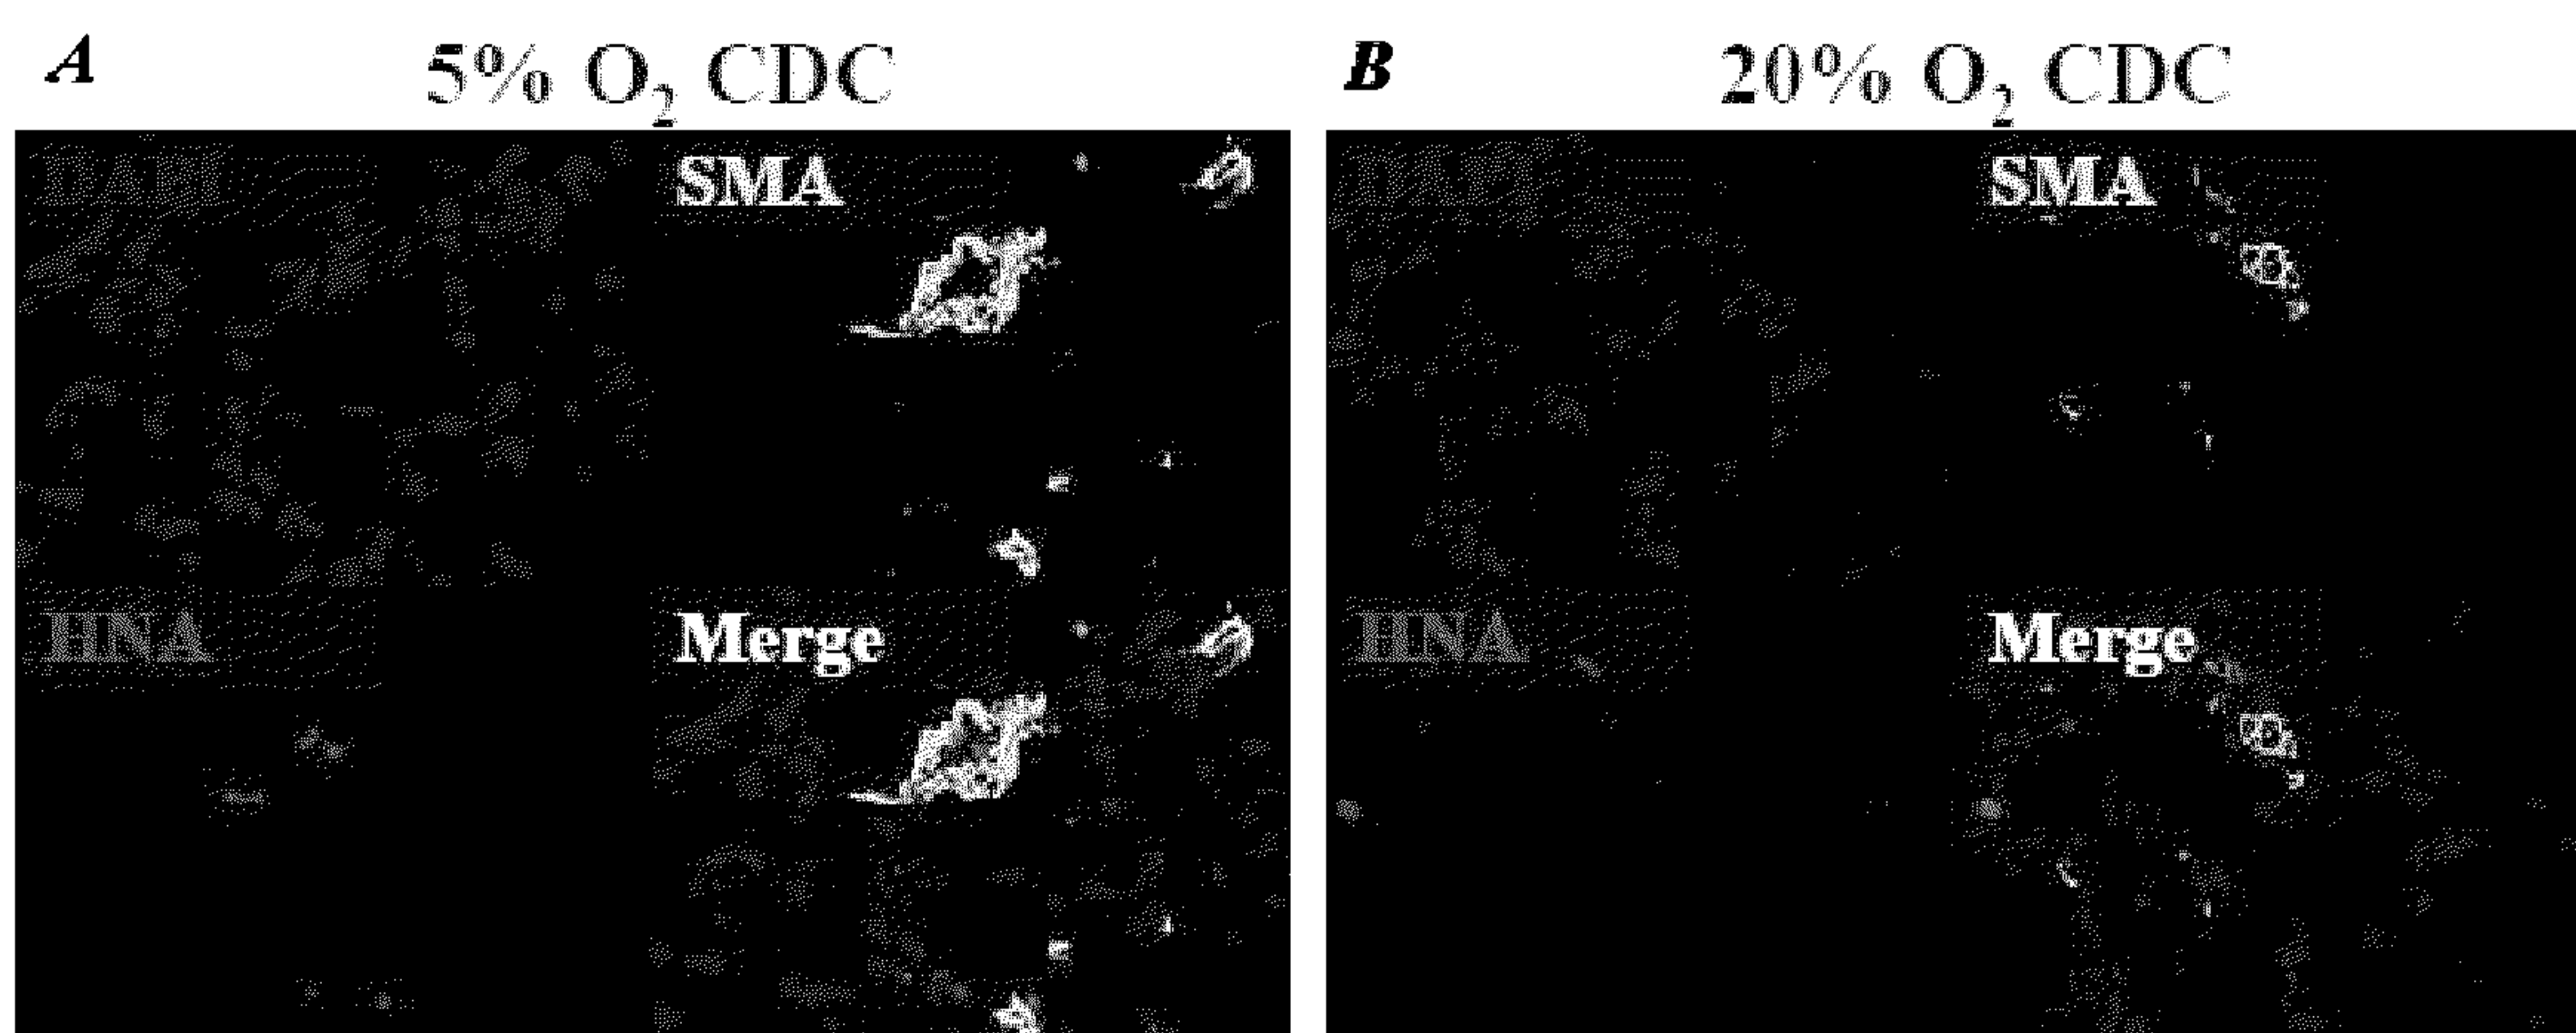 A 5% O₂ CDC B 20% O₂ CDC
DAPI SMA DAPI SMA
HNA Merge HNA Merge